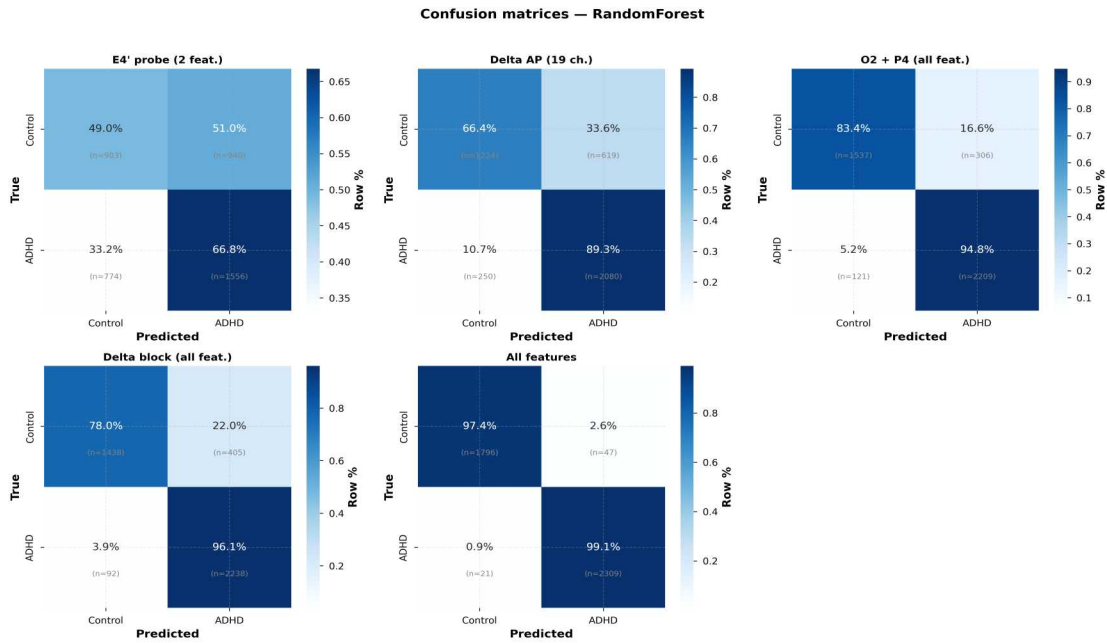 Confusion matrices — RandomForest
E4' probe (2 feat.)
49.0%
51.0%
(n=903)
(n=940)
33.2%
66.8%
(n=774)
(n=1556)
Control
ADHD
True
Control
ADHD
Predicted
0.65
0.60
0.55
0.50
0.45
0.40
0.35
Row %
Delta AP (19 ch.)
66.4%
33.6%
(n=1224)
(n=619)
10.7%
89.3%
(n=250)
(n=2080)
Control
ADHD
True
Control
ADHD
Predicted
0.8
0.7
0.6
0.5
0.4
0.3
0.2
Row %
O2 + P4 (all feat.)
83.4%
16.6%
(n=1537)
(n=306)
5.2%
94.8%
(n=121)
(n=2209)
Control
ADHD
True
Control
ADHD
Predicted
0.9
0.8
0.7
0.6
0.5
0.4
0.3
0.2
0.1
Row %
Delta block (all feat.)
78.0%
22.0%
(n=1438)
(n=405)
3.9%
96.1%
(n=92)
(n=2238)
Control
ADHD
True
Control
ADHD
Predicted
0.8
0.6
0.4
0.2
Row %
All features
97.4%
2.6%
(n=1796)
(n=47)
0.9%
99.1%
(n=21)
(n=2309)
Control
ADHD
True
Control
ADHD
Predicted
0.8
0.6
0.4
0.2
Row %